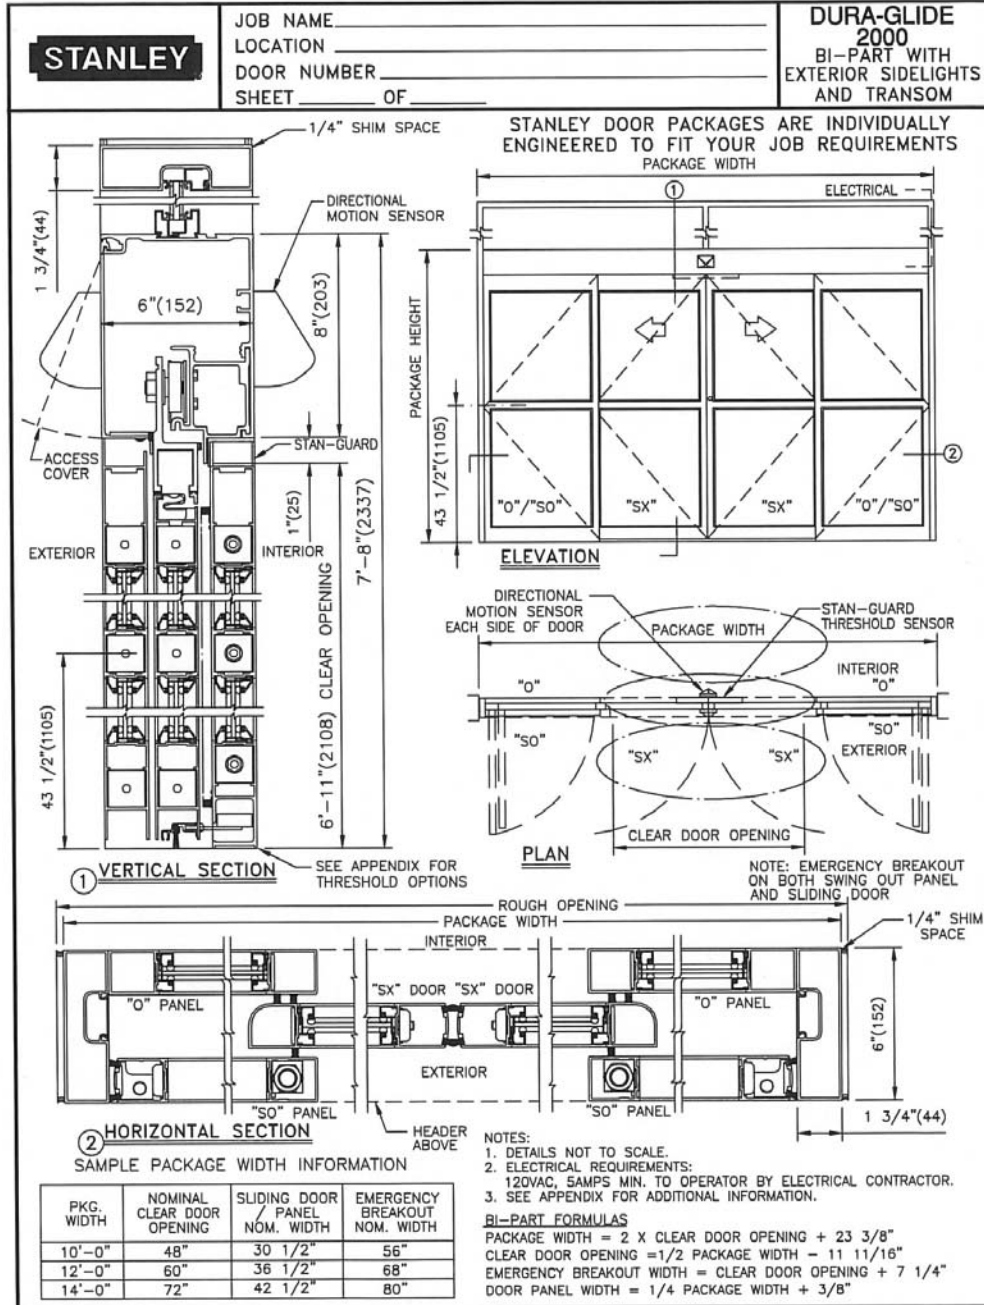 STANLEY
JOB NAME
LOCATION
DOOR NUMBER
SHEET OF
DURA-GLIDE
2000
BI-PART WITH
EXTERIOR SIDELIGHTS
AND TRANSOM
STANLEY DOOR PACKAGES ARE INDIVIDUALLY
ENGINEERED TO FIT YOUR JOB REQUIREMENTS
1/4" SHIM SPACE
1 3/4"(44)
DIRECTIONAL
MOTION SENSOR
6"(152)
8"(203)
ACCESS
COVER
STAN-GUARD
1"(25)
7'-8"(2337)
EXTERIOR
INTERIOR
6'-11"(2108) CLEAR OPENING
43 1/2"(1105)
1 VERTICAL SECTION
SEE APPENDIX FOR
THRESHOLD OPTIONS
PACKAGE WIDTH
1
ELECTRICAL
PACKAGE HEIGHT
43 1/2"(1105)
2
"O"/"SO"
"SX"
"SX"
"O"/"SO"
ELEVATION
DIRECTIONAL
MOTION SENSOR
EACH SIDE OF DOOR
PACKAGE WIDTH
STAN-GUARD
THRESHOLD SENSOR
INTERIOR
"O"
"O"
"SO"
"SO"
"SX"
"SX"
EXTERIOR
CLEAR DOOR OPENING
PLAN
NOTE: EMERGENCY BREAKOUT
ON BOTH SWING OUT PANEL
AND SLIDING DOOR
ROUGH OPENING
PACKAGE WIDTH
1/4" SHIM
SPACE
INTERIOR
"O" PANEL
"SX" DOOR "SX" DOOR
"O" PANEL
6"(152)
EXTERIOR
"SO" PANEL
"SO" PANEL
1 3/4"(44)
HEADER
ABOVE
2 HORIZONTAL SECTION
SAMPLE PACKAGE WIDTH INFORMATION
PKG. WIDTH NOMINAL CLEAR DOOR OPENING SLIDING DOOR / PANEL NOM. WIDTH EMERGENCY BREAKOUT NOM. WIDTH
10'-0" 48" 30 1/2" 56"
12'-0" 60" 36 1/2" 68"
14'-0" 72" 42 1/2" 80"
NOTES:
1. DETAILS NOT TO SCALE.
2. ELECTRICAL REQUIREMENTS:
120VAC, 5AMPS MIN. TO OPERATOR BY ELECTRICAL CONTRACTOR.
3. SEE APPENDIX FOR ADDITIONAL INFORMATION.
BI-PART FORMULAS
PACKAGE WIDTH = 2 X CLEAR DOOR OPENING + 23 3/8"
CLEAR DOOR OPENING =1/2 PACKAGE WIDTH - 11 11/16"
EMERGENCY BREAKOUT WIDTH = CLEAR DOOR OPENING + 7 1/4"
DOOR PANEL WIDTH = 1/4 PACKAGE WIDTH + 3/8"